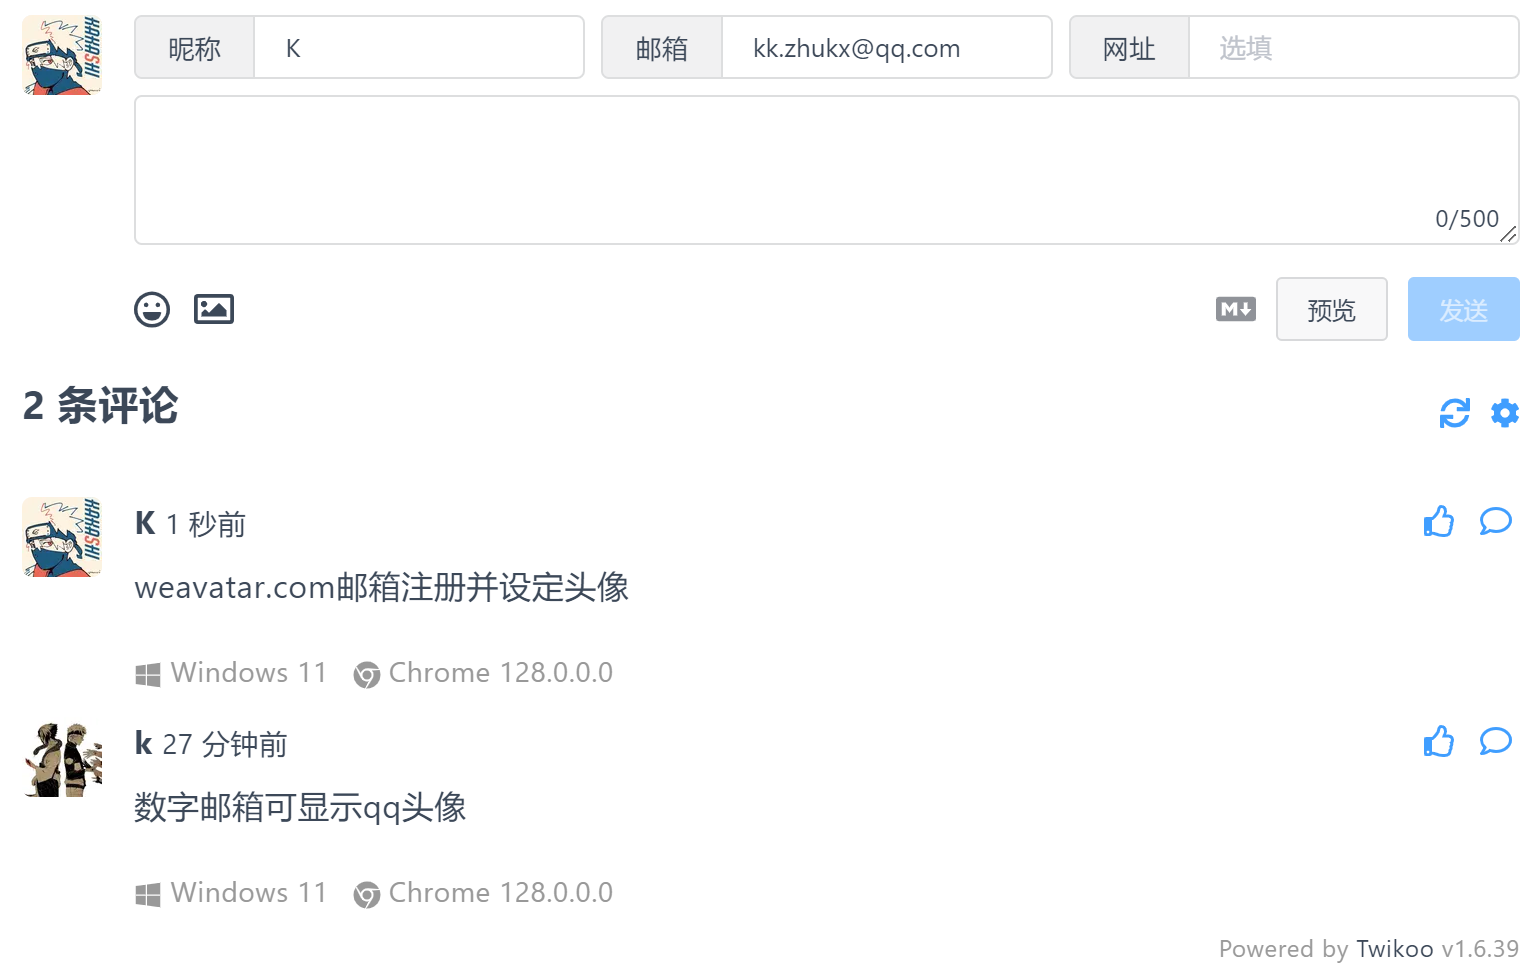 KAKASHI
昵称 K 邮箱 kk.zhukx@qq.com 网址 选填
0/500
M 预览 发送
2 条评论
KAKASHI
K 1 秒前
weavatar.com邮箱注册并设定头像
Windows 11 Chrome 128.0.0.0
k 27 分钟前
数字邮箱可显示qq头像
Windows 11 Chrome 128.0.0.0
Powered by Twikoo v1.6.39